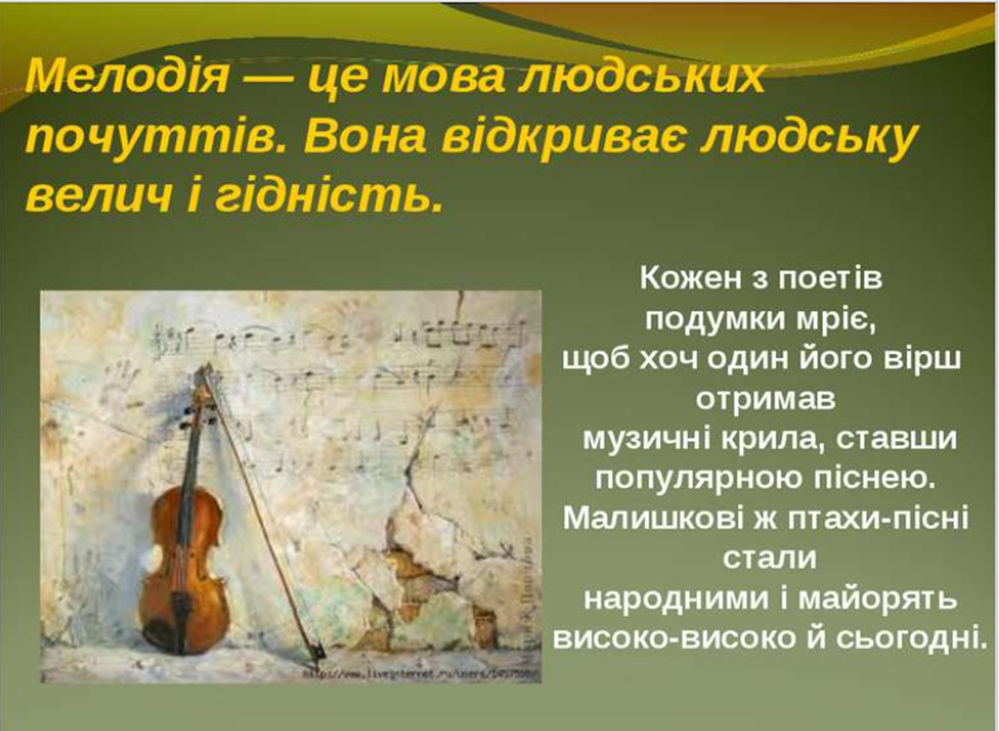 Мелодія — це мова людських
почуттів. Вона відкриває людську
велич і гідність.
Кожен з поетів
подумки мріє,
щоб хоч один його вірш
отримав
музичні крила, ставши
популярною піснею.
Малишкові ж птахи-пісні
стали
народними і майорять
високо-високо й сьогодні.